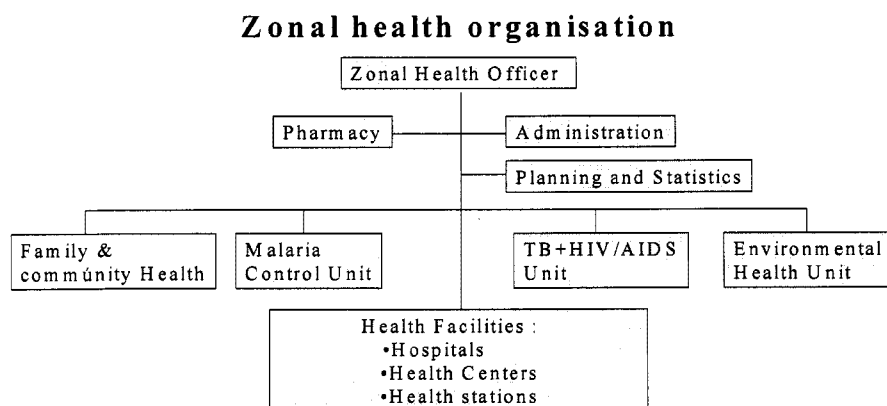 Zonal health organisation
Zonal Health Officer
Pharmacy
Administration
Planning and Statistics
Family &
commúnity Health
Malaria
Control Unit
TB+HIV/AIDS
Unit
Environmental
Health Unit
Health Facilities :
•Hospitals
•Health Centers
•Health stations